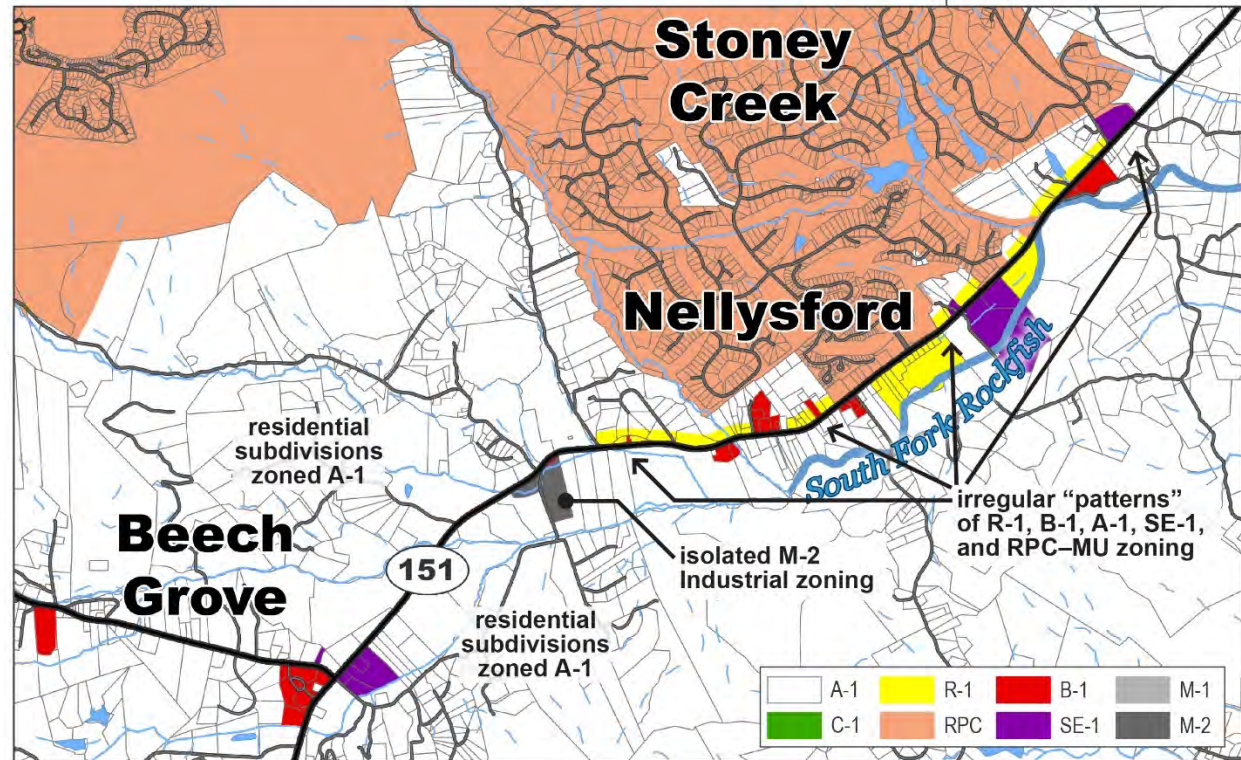 Stoney
Creek
Nellysford
South Fork Rockfish
residential
subdivisions
zoned A-1
Beech
Grove
151
isolated M-2
Industrial zoning
irregular “patterns”
of R-1, B-1, A-1, SE-1,
and RPC–MU zoning
residential
subdivisions
zoned A-1
A-1 R-1 B-1 M-1
C-1 RPC SE-1 M-2